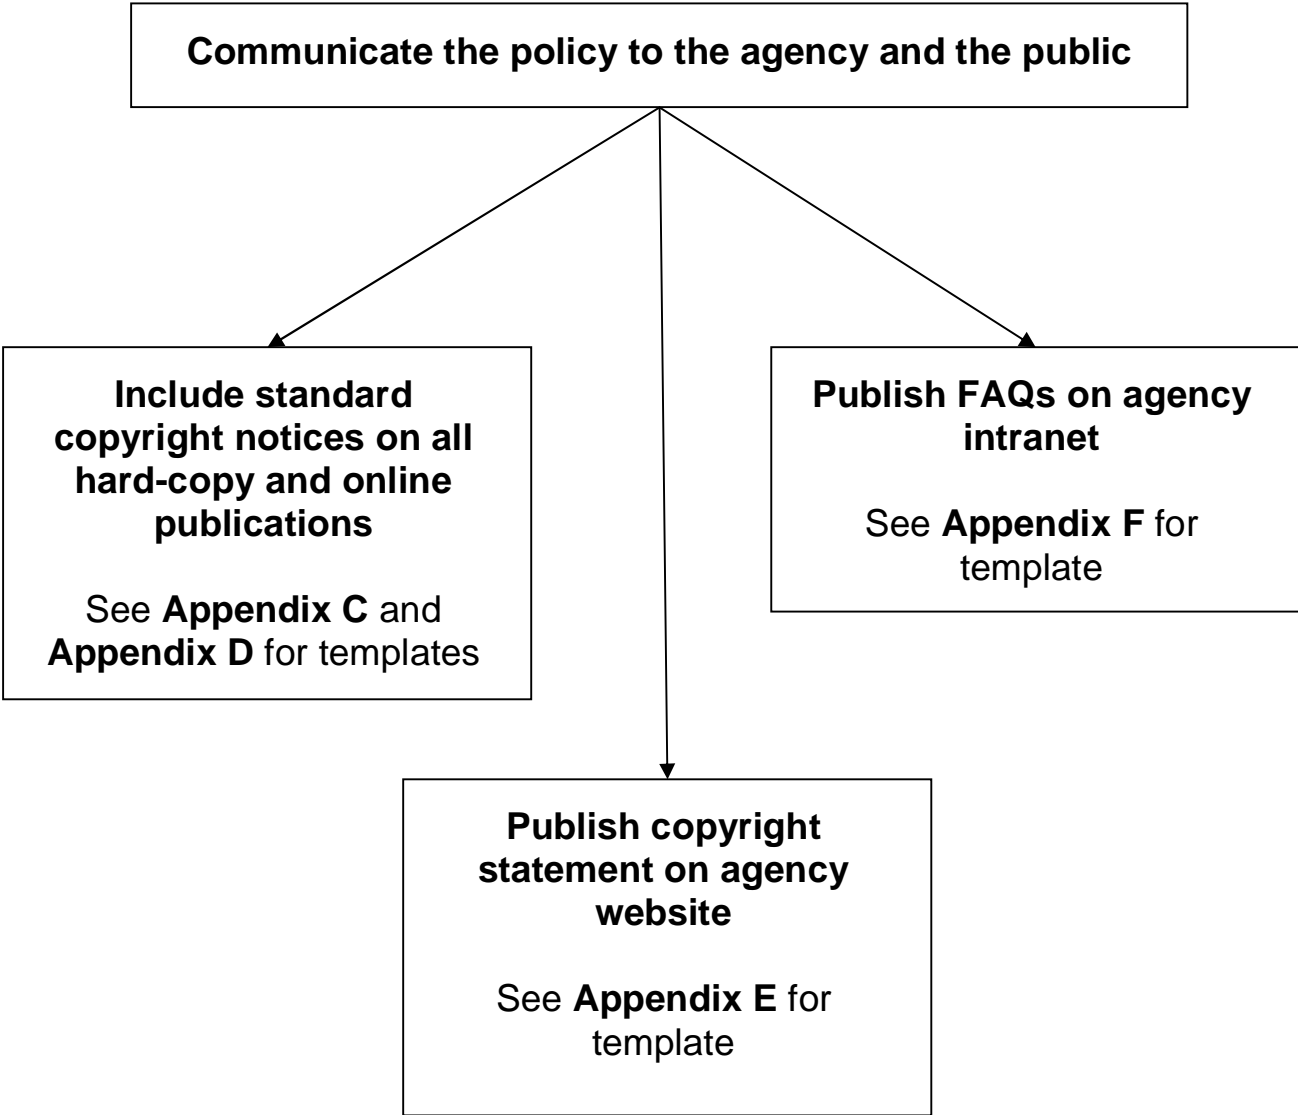 Communicate the policy to the agency and the public
Include standard
copyright notices on all
hard-copy and online
publications
See Appendix C and
Appendix D for templates
Publish FAQs on agency
intranet
See Appendix F for
template
Publish copyright
statement on agency
website
See Appendix E for
template